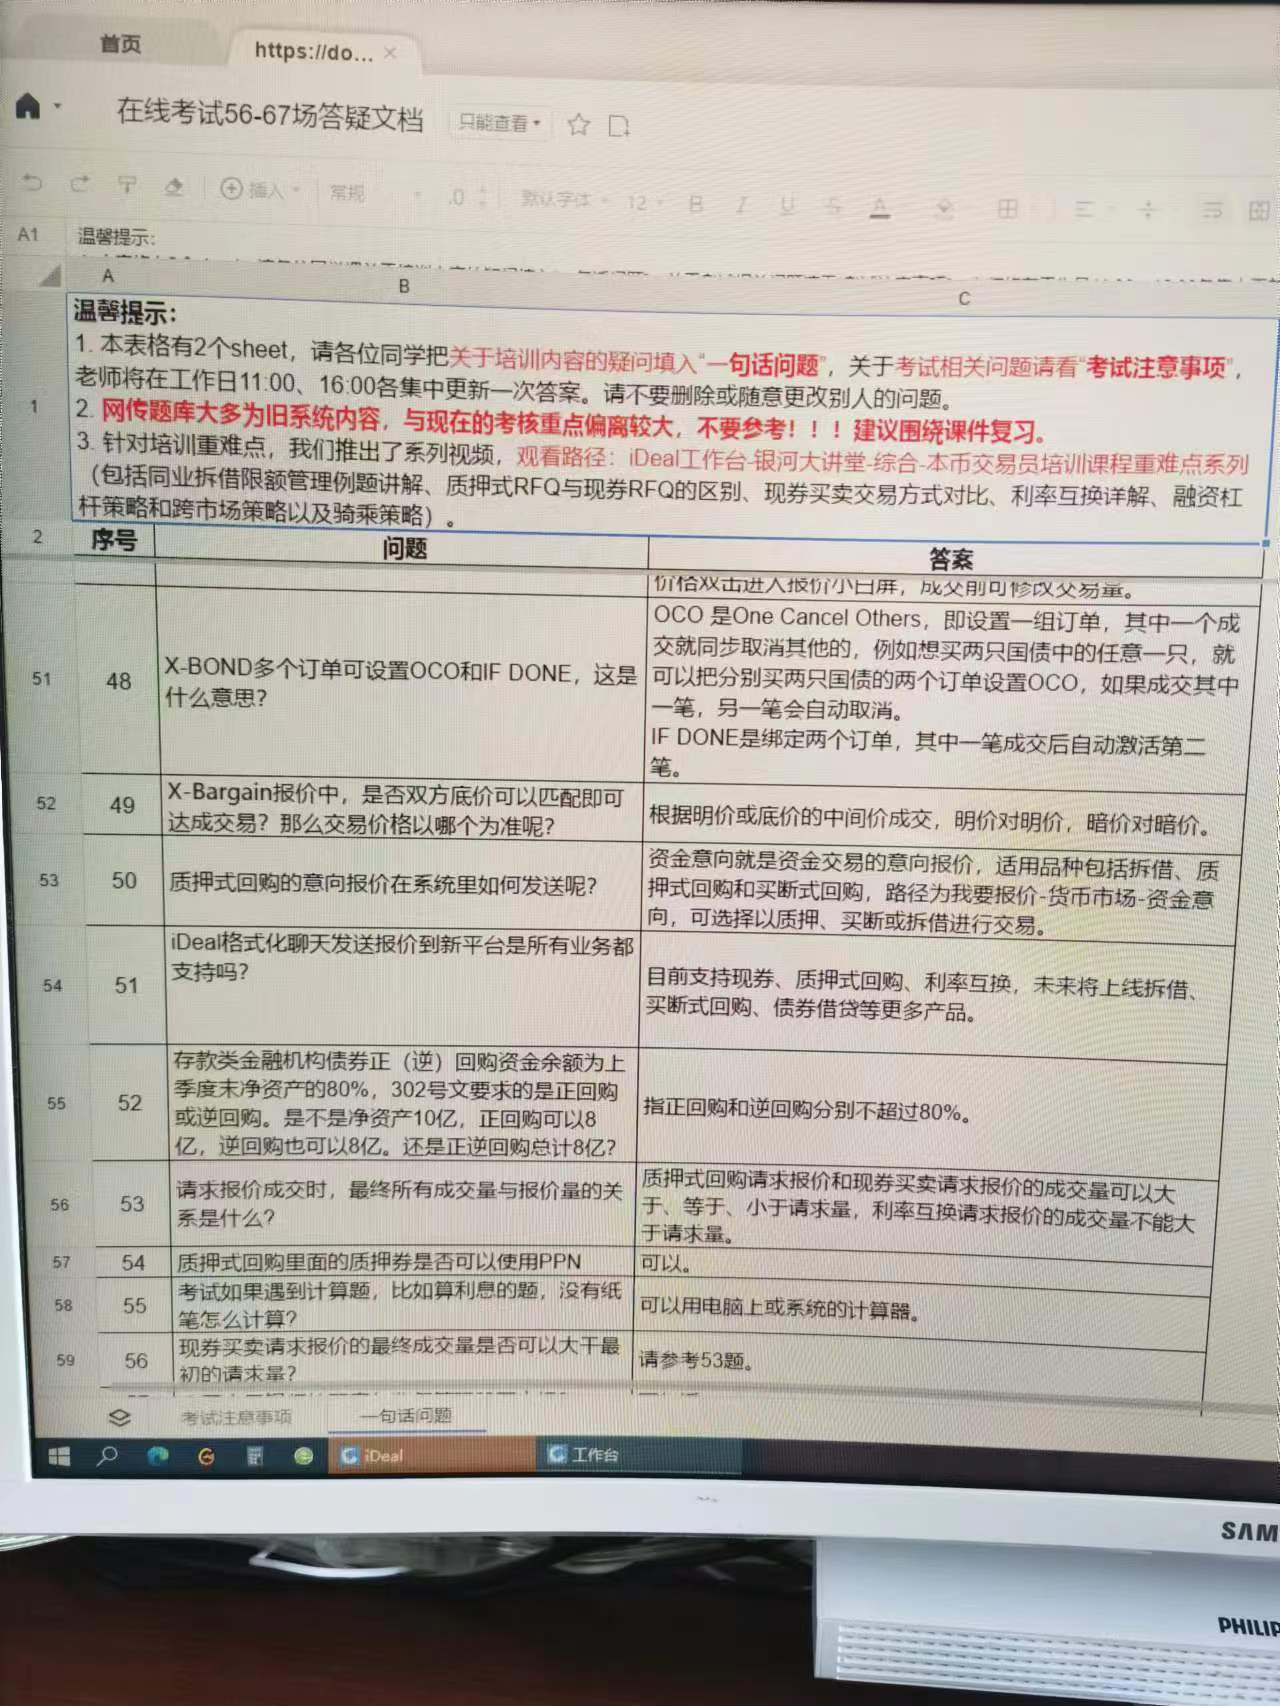 首页
https://do... ×
在线考试56-67场答疑文档
只能查看
插入
常规
.0
默认字体
12
B I U S A
A1
温馨提示：
A B C
1
温馨提示：
1. 本表格有2个sheet，请各位同学把关于培训内容的疑问填入“一句话问题”，关于考试相关问题请看“考试注意事项”，
老师将在工作日11:00、16:00各集中更新一次答案。请不要删除或随意更改别人的问题。
2. 网传题库大多为旧系统内容，与现在的考核重点偏离较大，不要参考！！！建议围绕课件复习。
3. 针对培训重难点，我们推出了系列视频，观看路径：iDeal工作台-银河大讲堂-综合-本币交易员培训课程重难点系列
（包括同业拆借限额管理例题讲解、质押式RFQ与现券RFQ的区别、现券买卖交易方式对比、利率互换详解、融资杠
杆策略和跨市场策略以及骑乘策略）。
2 序号 问题 答案
价格双击进入报价小白屏，成交前可修改交易量。
51 48
X-BOND多个订单可设置OCO和IF DONE，这是
什么意思？
OCO 是One Cancel Others，即设置一组订单，其中一个成
交就同步取消其他的，例如想买两只国债中的任意一只，就
可以把分别买两只国债的两个订单设置OCO，如果成交其中
一笔，另一笔会自动取消。
IF DONE是绑定两个订单，其中一笔成交后自动激活第二
笔。
52 49
X-Bargain报价中，是否双方底价可以匹配即可
达成交易？那么交易价格以哪个为准呢？
根据明价或底价的中间价成交，明价对明价，暗价对暗价。
53 50
质押式回购的意向报价在系统里如何发送呢？
资金意向就是资金交易的意向报价，适用品种包括拆借、质
押式回购和买断式回购，路径为我要报价-货币市场-资金意
向，可选择以质押、买断或拆借进行交易。
54 51
iDeal格式化聊天发送报价到新平台是所有业务都
支持吗？
目前支持现券、质押式回购、利率互换，未来将上线拆借、
买断式回购、债券借贷等更多产品。
55 52
存款类金融机构债券正（逆）回购资金余额为上
季度末净资产的80%，302号文要求的是正回购
或逆回购。是不是净资产10亿，正回购可以8
亿，逆回购也可以8亿。还是正逆回购总计8亿？
指正回购和逆回购分别不超过80%。
56 53
请求报价成交时，最终所有成交量与报价量的关
系是什么？
质押式回购请求报价和现券买卖请求报价的成交量可以大
于、等于、小于请求量，利率互换请求报价的成交量不能大
于请求量。
57 54
质押式回购里面的质押券是否可以使用PPN
可以。
58 55
考试如果遇到计算题，比如算利息的题，没有纸
笔怎么计算？
可以用电脑上或系统的计算器。
59 56
现券买卖请求报价的最终成交量是否可以大于最
初的请求量？
请参考53题。
考试注意事项
一句话问题
iDeal
工作台
SAM
PHILIP